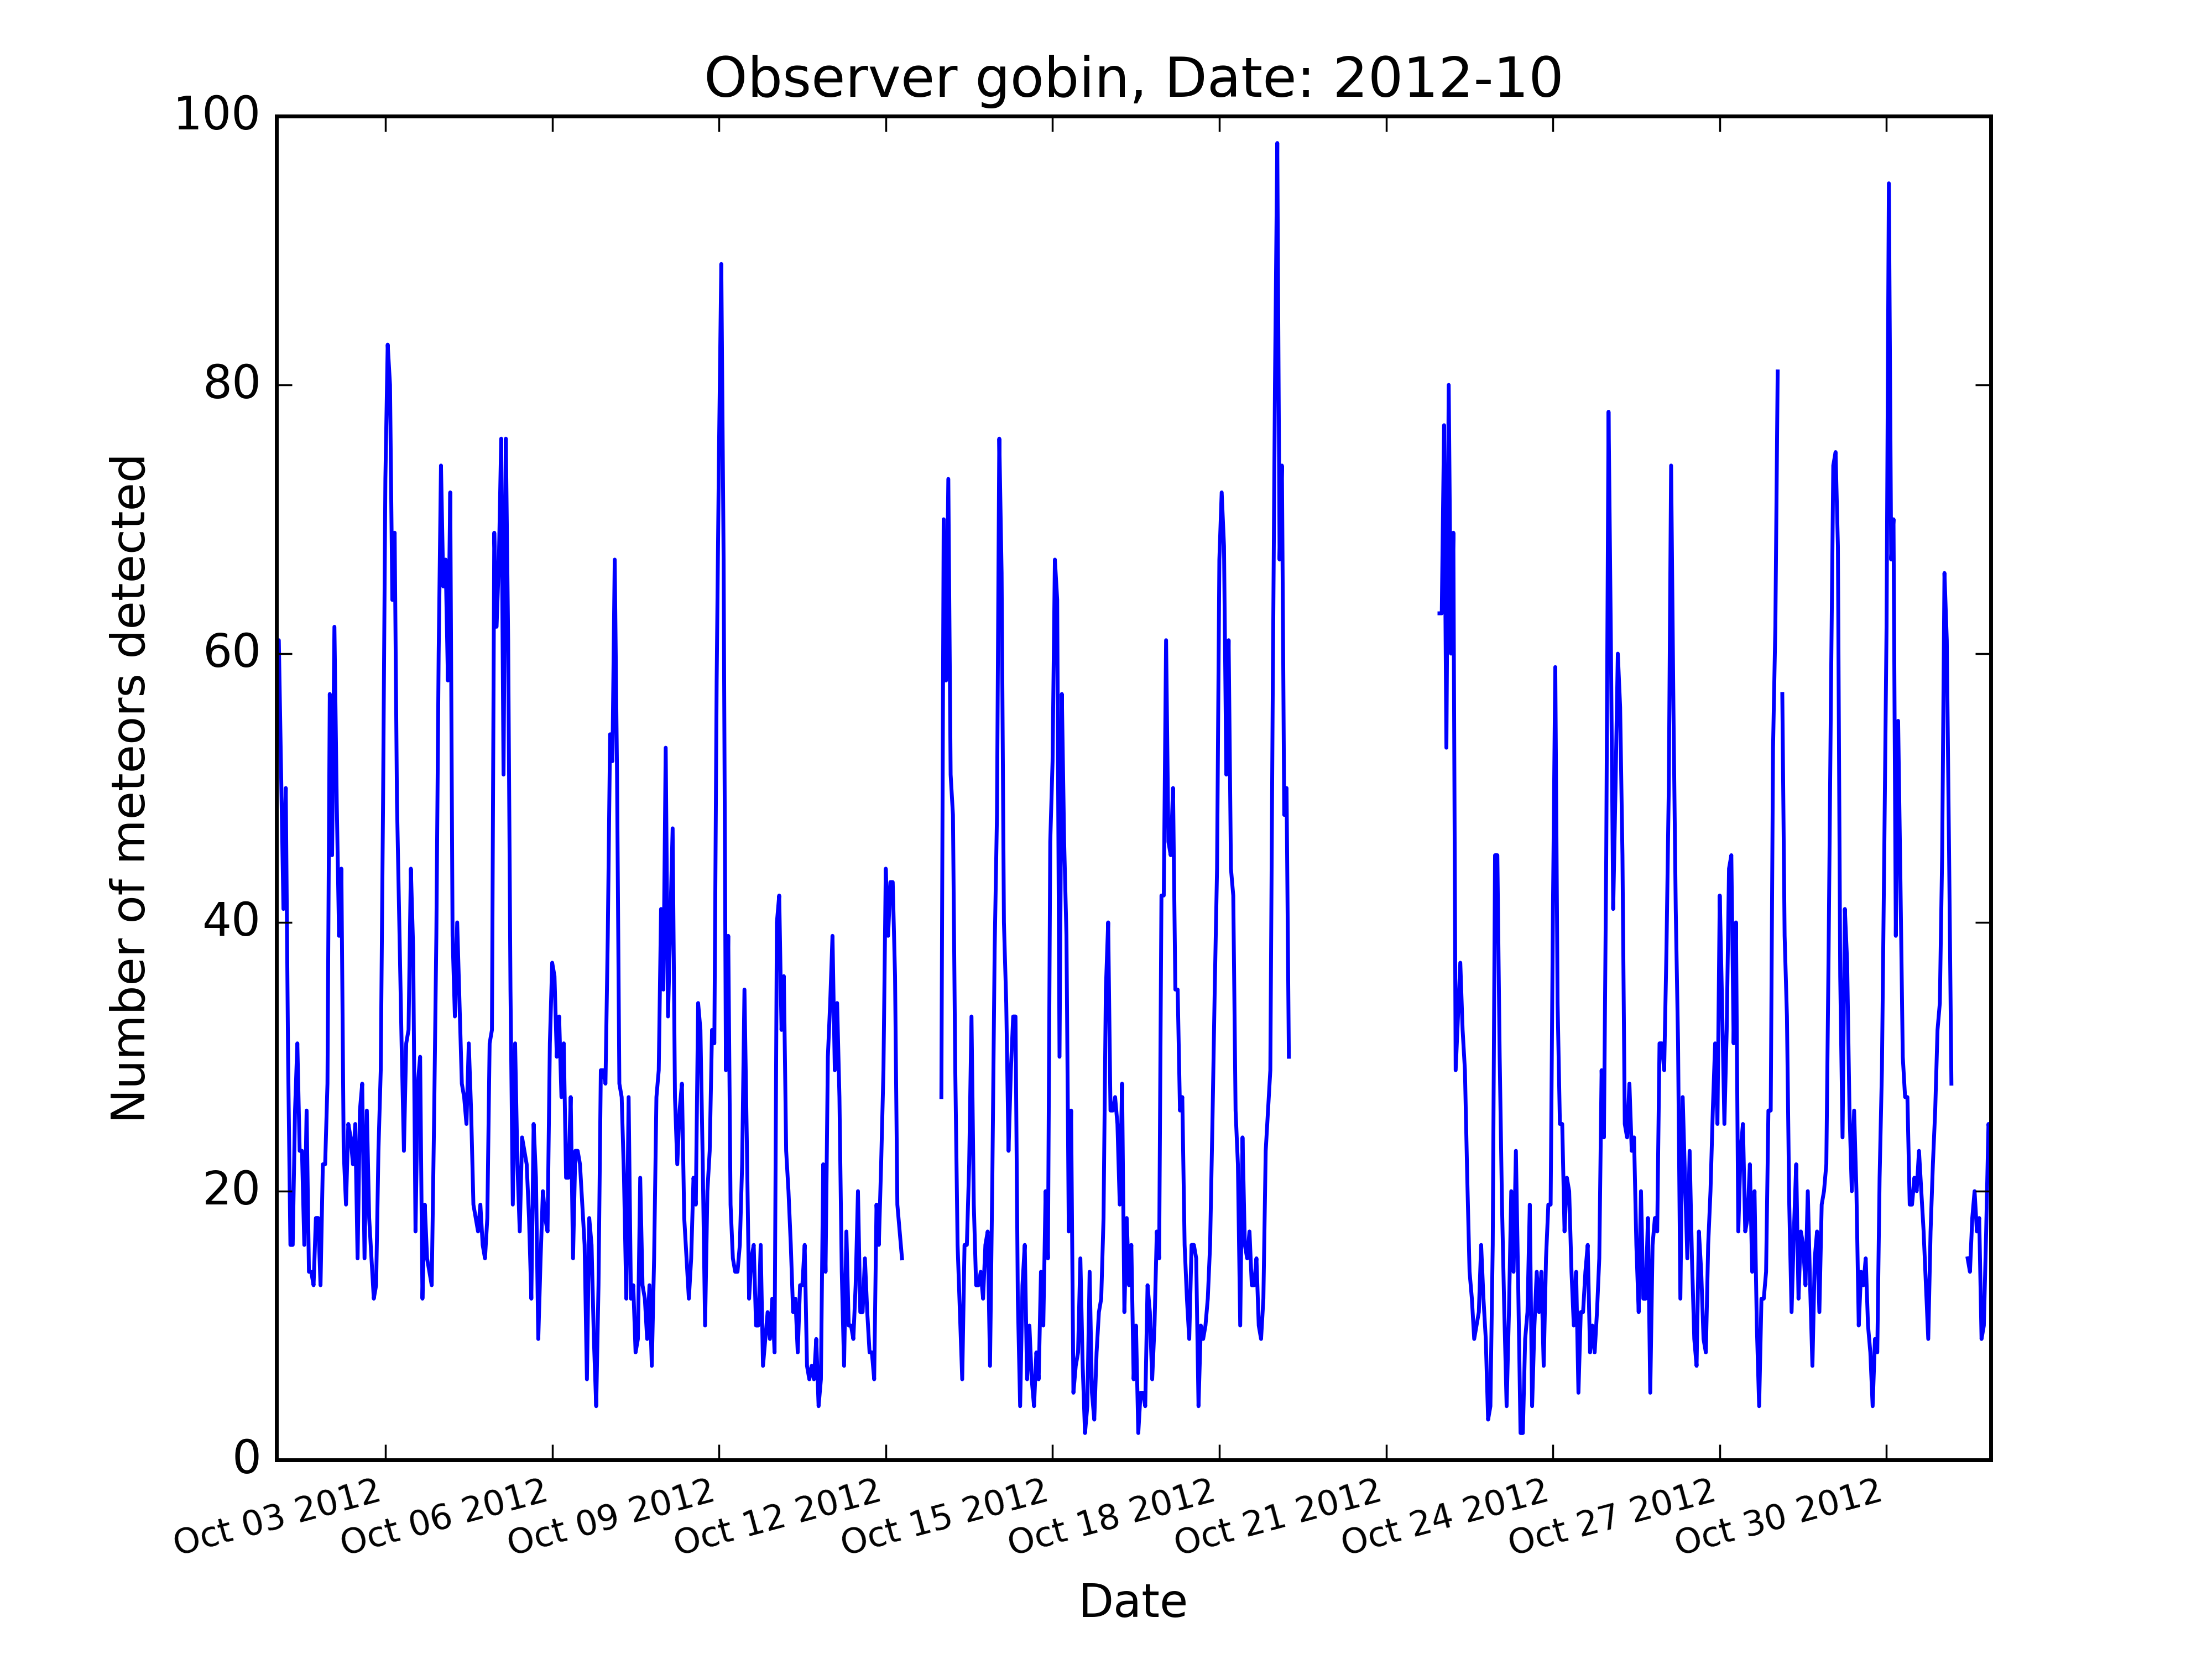 Observer gobin, Date: 2012-10
100
80
60
40
20
0
Number of meteors detected
Oct 03 2012
Oct 06 2012
Oct 09 2012
Oct 12 2012
Oct 15 2012
Oct 18 2012
Oct 21 2012
Oct 24 2012
Oct 27 2012
Oct 30 2012
Date